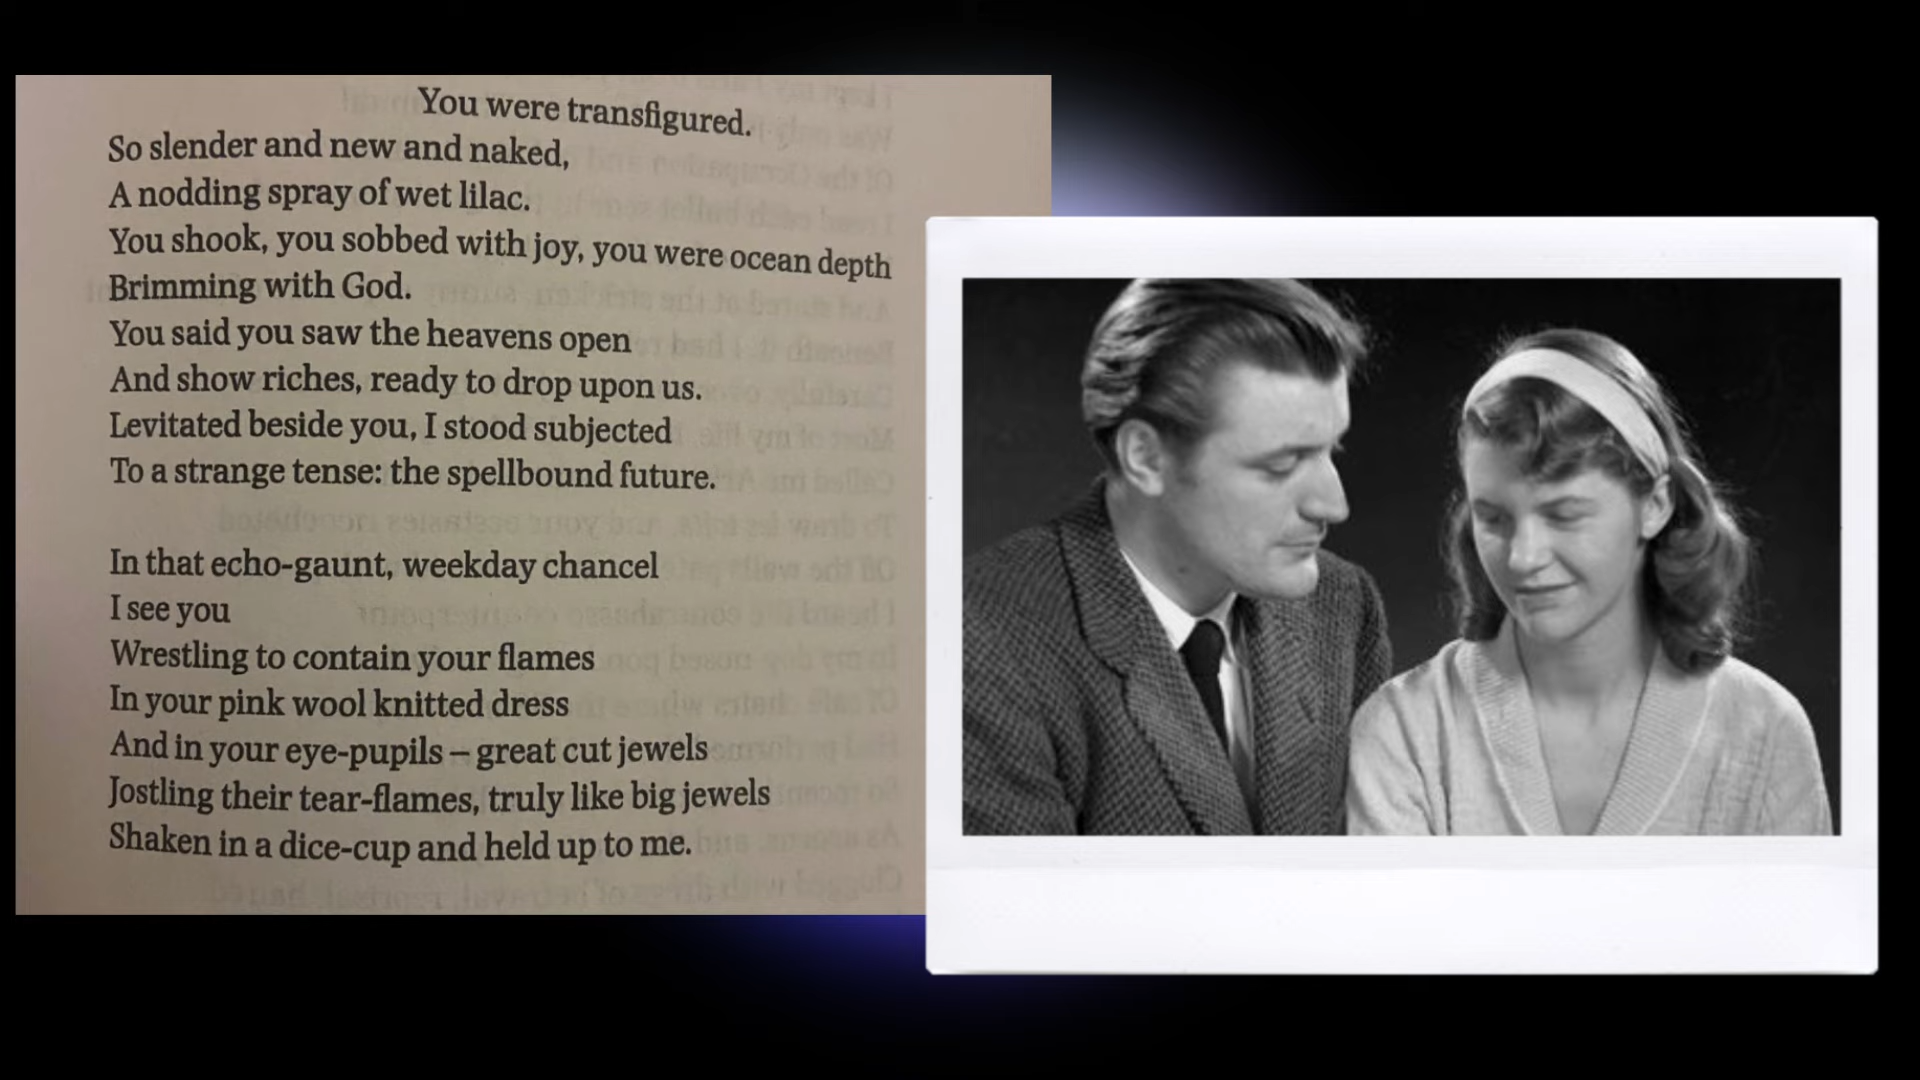 You were transfigured.
So slender and new and naked,
A nodding spray of wet lilac.
You shook, you sobbed with joy, you were ocean depth
Brimming with God.
You said you saw the heavens open
And show riches, ready to drop upon us.
Levitated beside you, I stood subjected
To a strange tense: the spellbound future.
In that echo-gaunt, weekday chancel
I see you
Wrestling to contain your flames
In your pink wool knitted dress
And in your eye-pupils – great cut jewels
Jostling their tear-flames, truly like big jewels
Shaken in a dice-cup and held up to me.